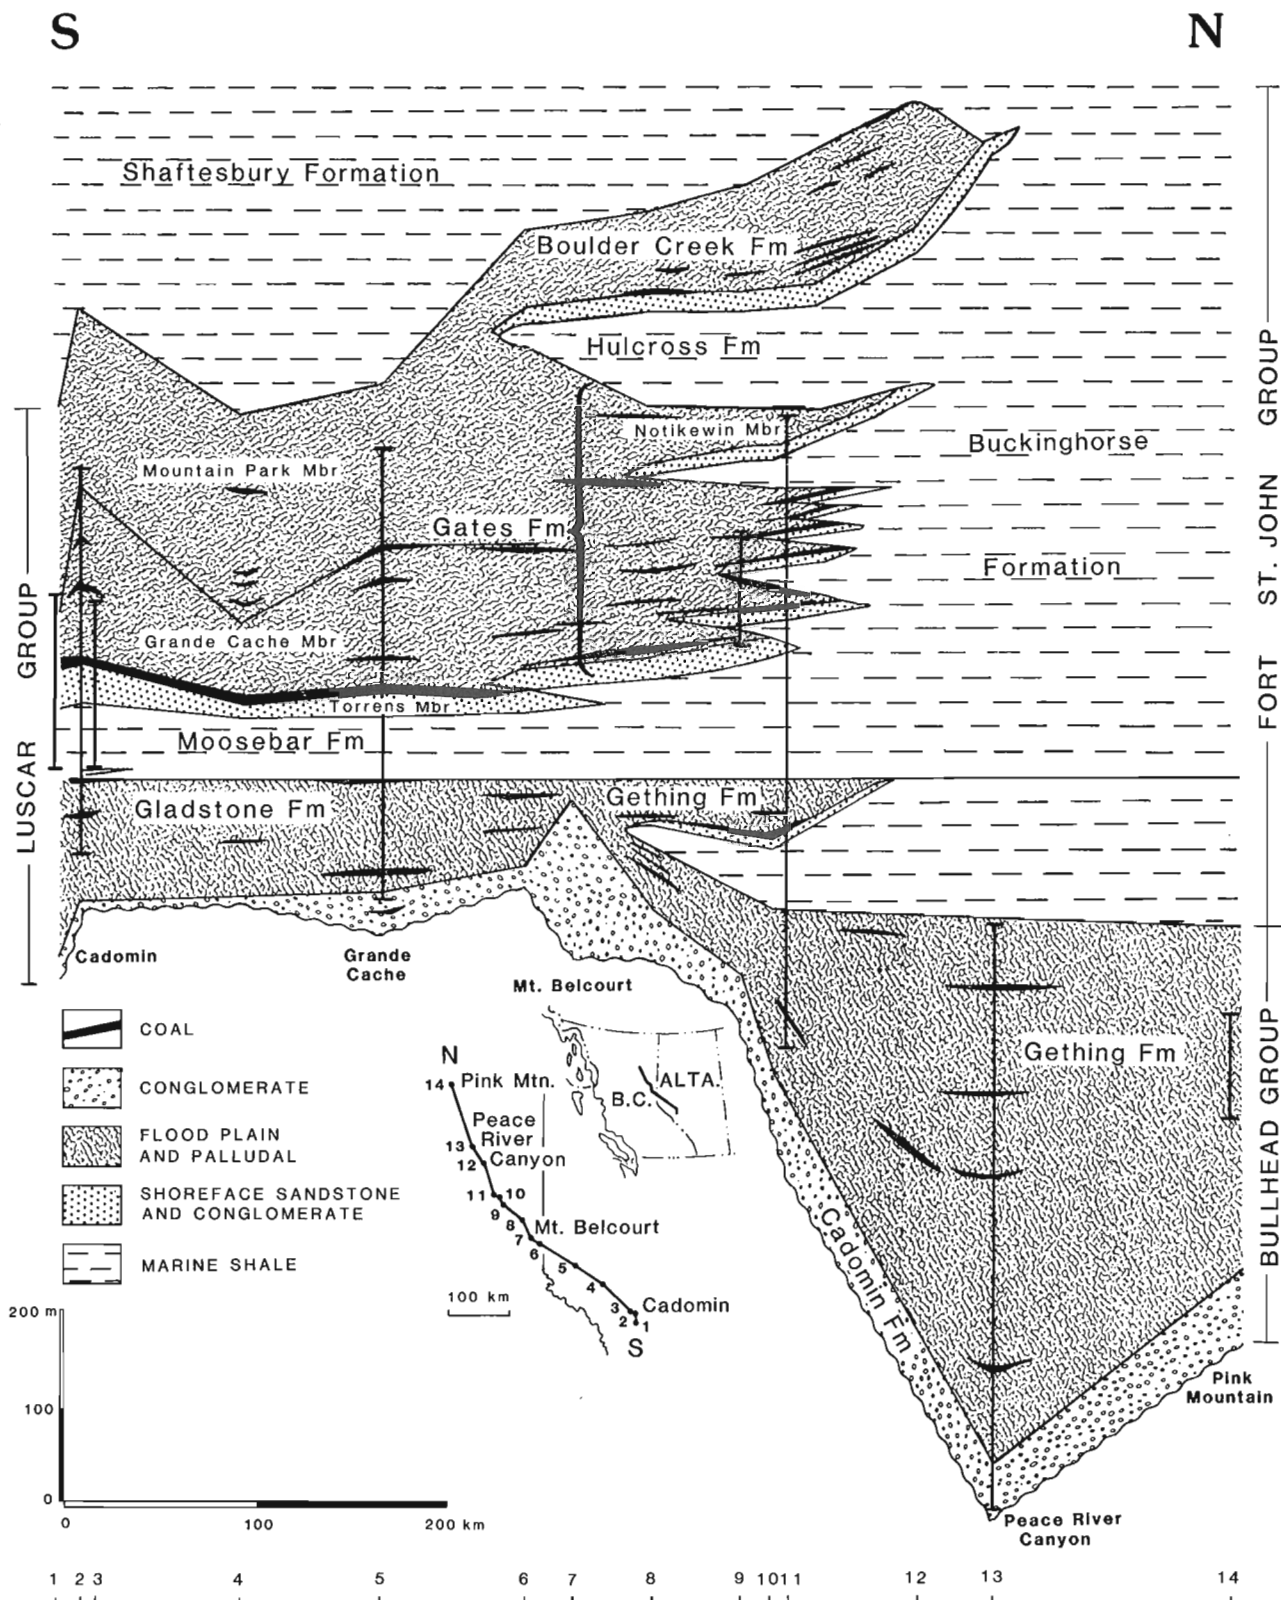 S
N
Shaftesbury Formation
Boulder Creek Fm
Hulcross Fm
Notikewin Mbr
Buckinghorse
Mountain Park Mbr
Gates Fm
Formation
Grande Cache Mbr
Torrens Mbr
Moosebar Fm
Gladstone Fm
Gething Fm
LUSCAR GROUP
FORT ST. JOHN GROUP
Cadomin
Grande
Cache
Mt. Belcourt
Gething Fm
BULLHEAD GROUP
Cadomin Fm
COAL
CONGLOMERATE
FLOOD PLAIN
AND PALLUDAL
SHOREFACE SANDSTONE
AND CONGLOMERATE
MARINE SHALE
N
14 Pink Mtn.
Peace
River
13
12 Canyon
11 10
9
8
7 Mt. Belcourt
6
5
4
3 Cadomin
2 1
S
B.C.
ALTA.
100 km
200 m
100
0
0 100 200 km
Pink
Mountain
Peace River
Canyon
1 2 3 4 5 6 7 8 9 10 11 12 13 14